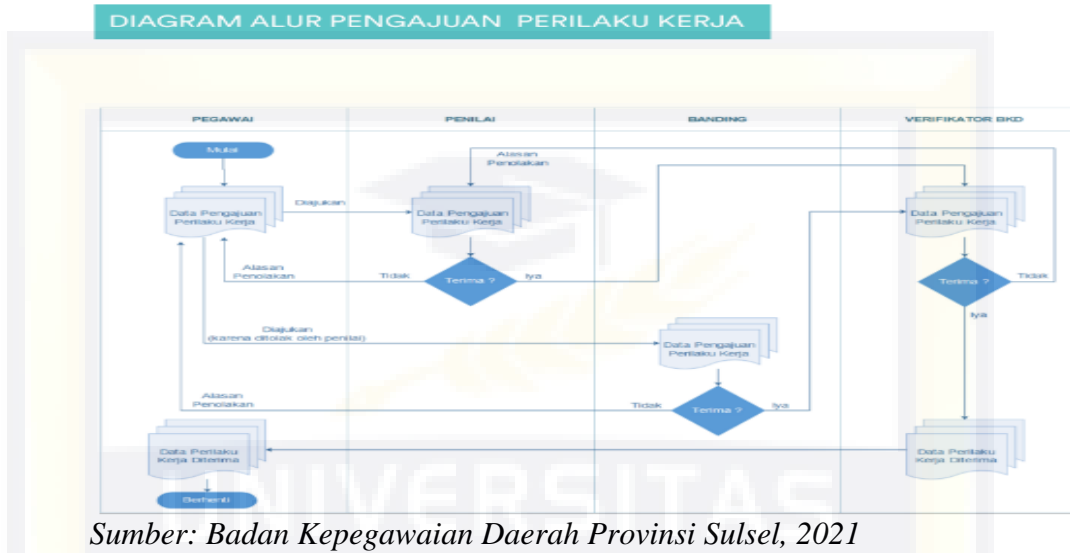 DIAGRAM ALUR PENGAJUAN PERILAKU KERJA
PEGAWAI
PENILAI
BANDING
VERIFIKATOR BKD
Mulai
Alasan
Penolakan
Data Pengajuan
Perilaku Kerja
Diajukan
Data Pengajuan
Perilaku Kerja
Data Pengajuan
Perilaku Kerja
Alasan
Penolakan
Tidak
Terima ?
Iya
Terima ?
Tidak
Iya
Diajukan
(karena ditolak oleh penilai)
Data Pengajuan
Perilaku Kerja
Alasan
Penolakan
Tidak
Terima ?
Iya
Data Perilaku
Kerja Diterima
Data Perilaku
Kerja Diterima
Berhenti
UNIVERSITAS
Sumber: Badan Kepegawaian Daerah Provinsi Sulsel, 2021